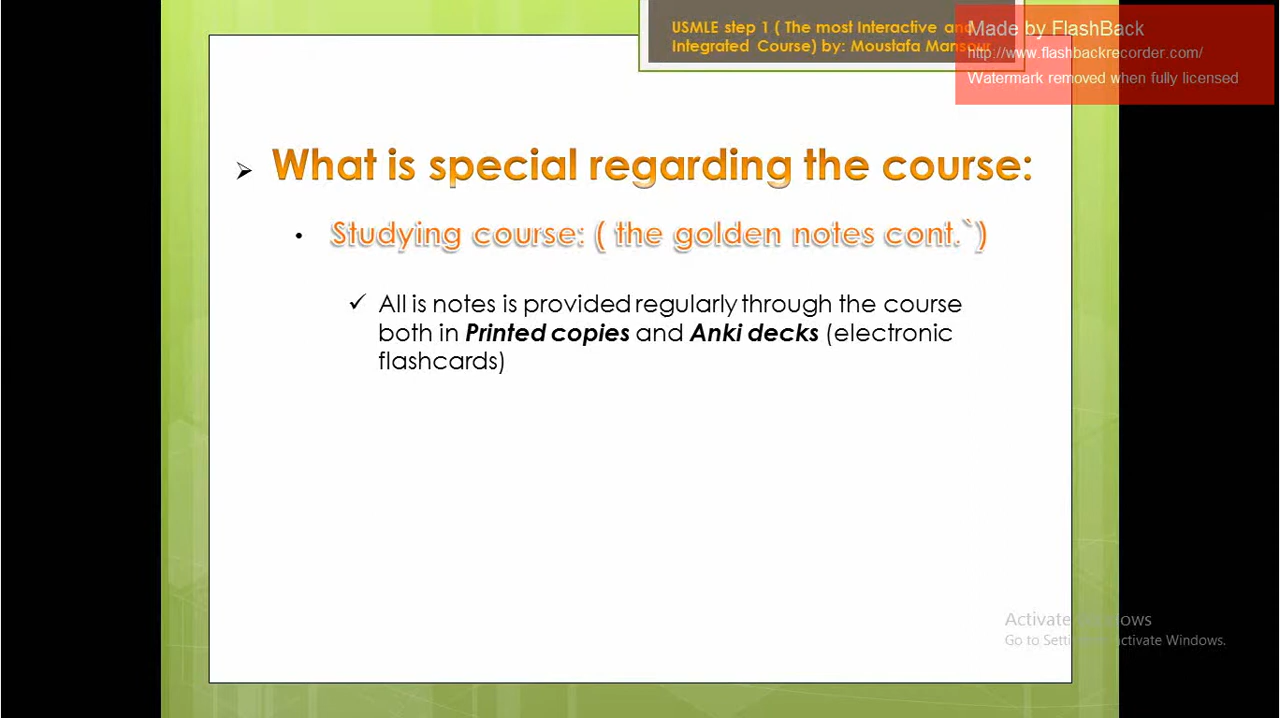 USMLE step 1 ( The most Interactive and
Integrated Course) by: Moustafa Mansour
Made by FlashBack
http://www.flashbackrecorder.com/
Watermark removed when fully licensed
➢ What is special regarding the course:
• Studying course: ( the golden notes cont.`)
✓ All is notes is provided regularly through the course
both in Printed copies and Anki decks (electronic
flashcards)
Activate Windows
Go to Settings to activate Windows.